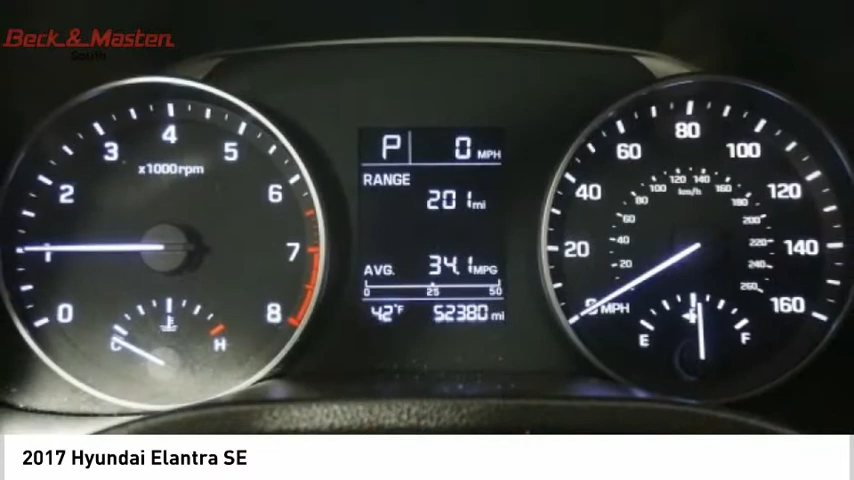 Beck & Masten
South
P 0 MPH
RANGE
201 mi
AVG. 34.1 MPG
0 25 50
42°F 52380 mi
0 1 2 3 4 5 6 7 8
x1000rpm
C H
0 MPH 20 40 60 80 100 120 140 160
km/h
20 40 60 80 100 120 140 160 180 200 220 240 260
E F
2017 Hyundai Elantra SE